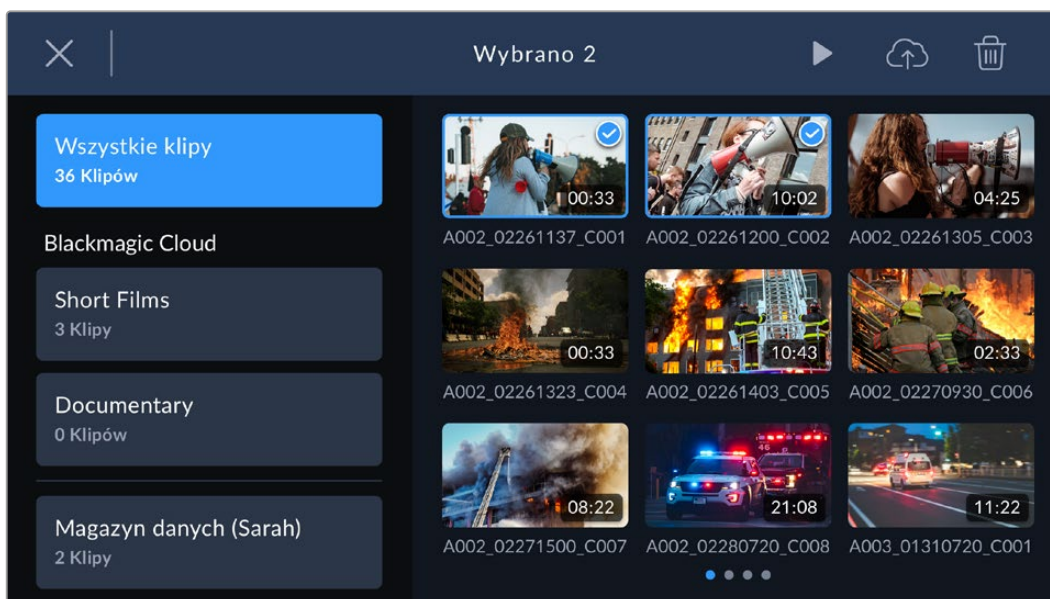 Wybrano 2
Wszystkie klipy
36 Klipów
Blackmagic Cloud
Short Films
3 Klipy
Documentary
0 Klipów
Magazyn danych (Sarah)
2 Klipy
00:33
10:02
04:25
A002_02261137_C001
A002_02261200_C002
A002_02261305_C003
00:33
10:43
02:33
A002_02261323_C004
A002_02261403_C005
A002_02270930_C006
46
08:22
21:08
11:22
A002_02271500_C007
A002_02280720_C008
A003_01310720_C001